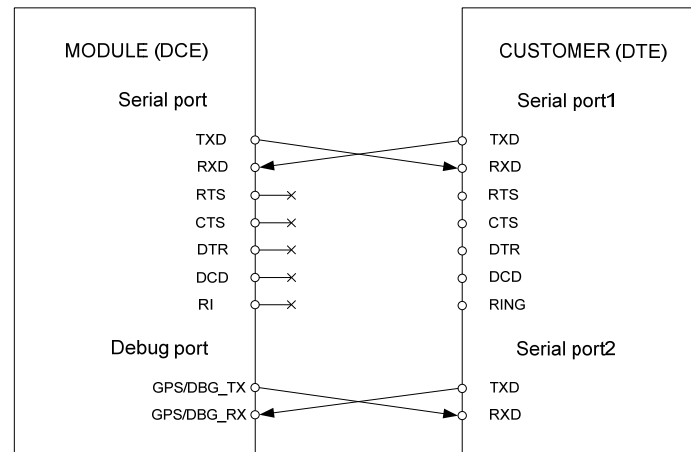 MODULE (DCE)
Serial port
TXD
RXD
RTS
CTS
DTR
DCD
RI
Debug port
GPS/DBG_TX
GPS/DBG_RX
CUSTOMER (DTE)
Serial port1
TXD
RXD
RTS
CTS
DTR
DCD
RING
Serial port2
TXD
RXD